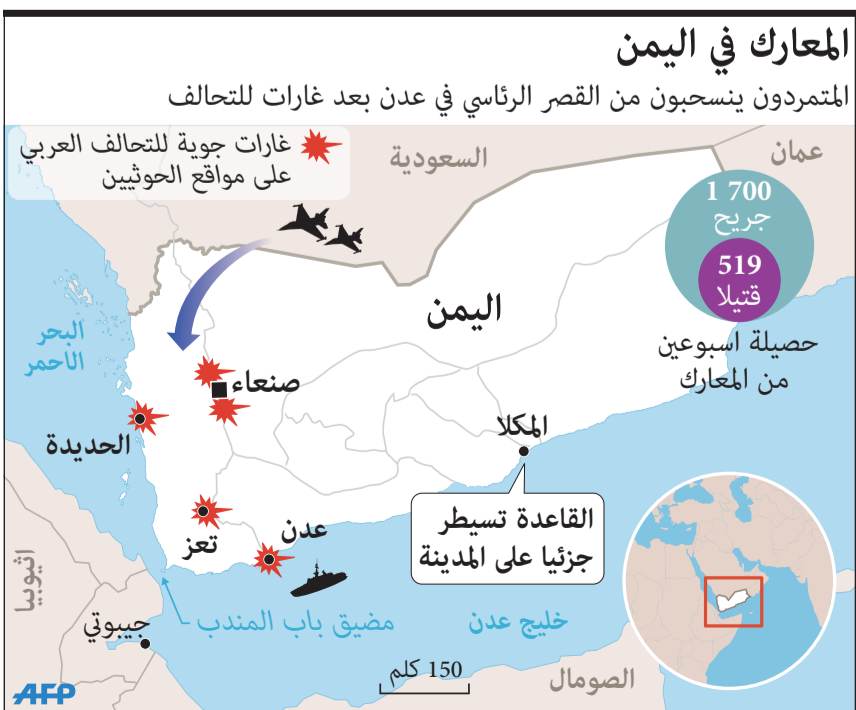 المعارك في اليمن
المتمردون ينسحبون من القصر الرئاسي في عدن بعد غارات للتحالف
غارات جوية للتحالف العربي
على مواقع الحوثيين
السعودية
عمان
1 700
جريح
519
قتيلا
حصيلة اسبوعين
من المعارك
اليمن
البحر
الاحمر
صنعاء
الحديدة
المكلا
القاعدة تسيطر
جزئيا على المدينة
تعز
عدن
اثيوبيا
جيبوتي
مضيق باب المندب
خليج عدن
150 كلم
الصومال
AFP